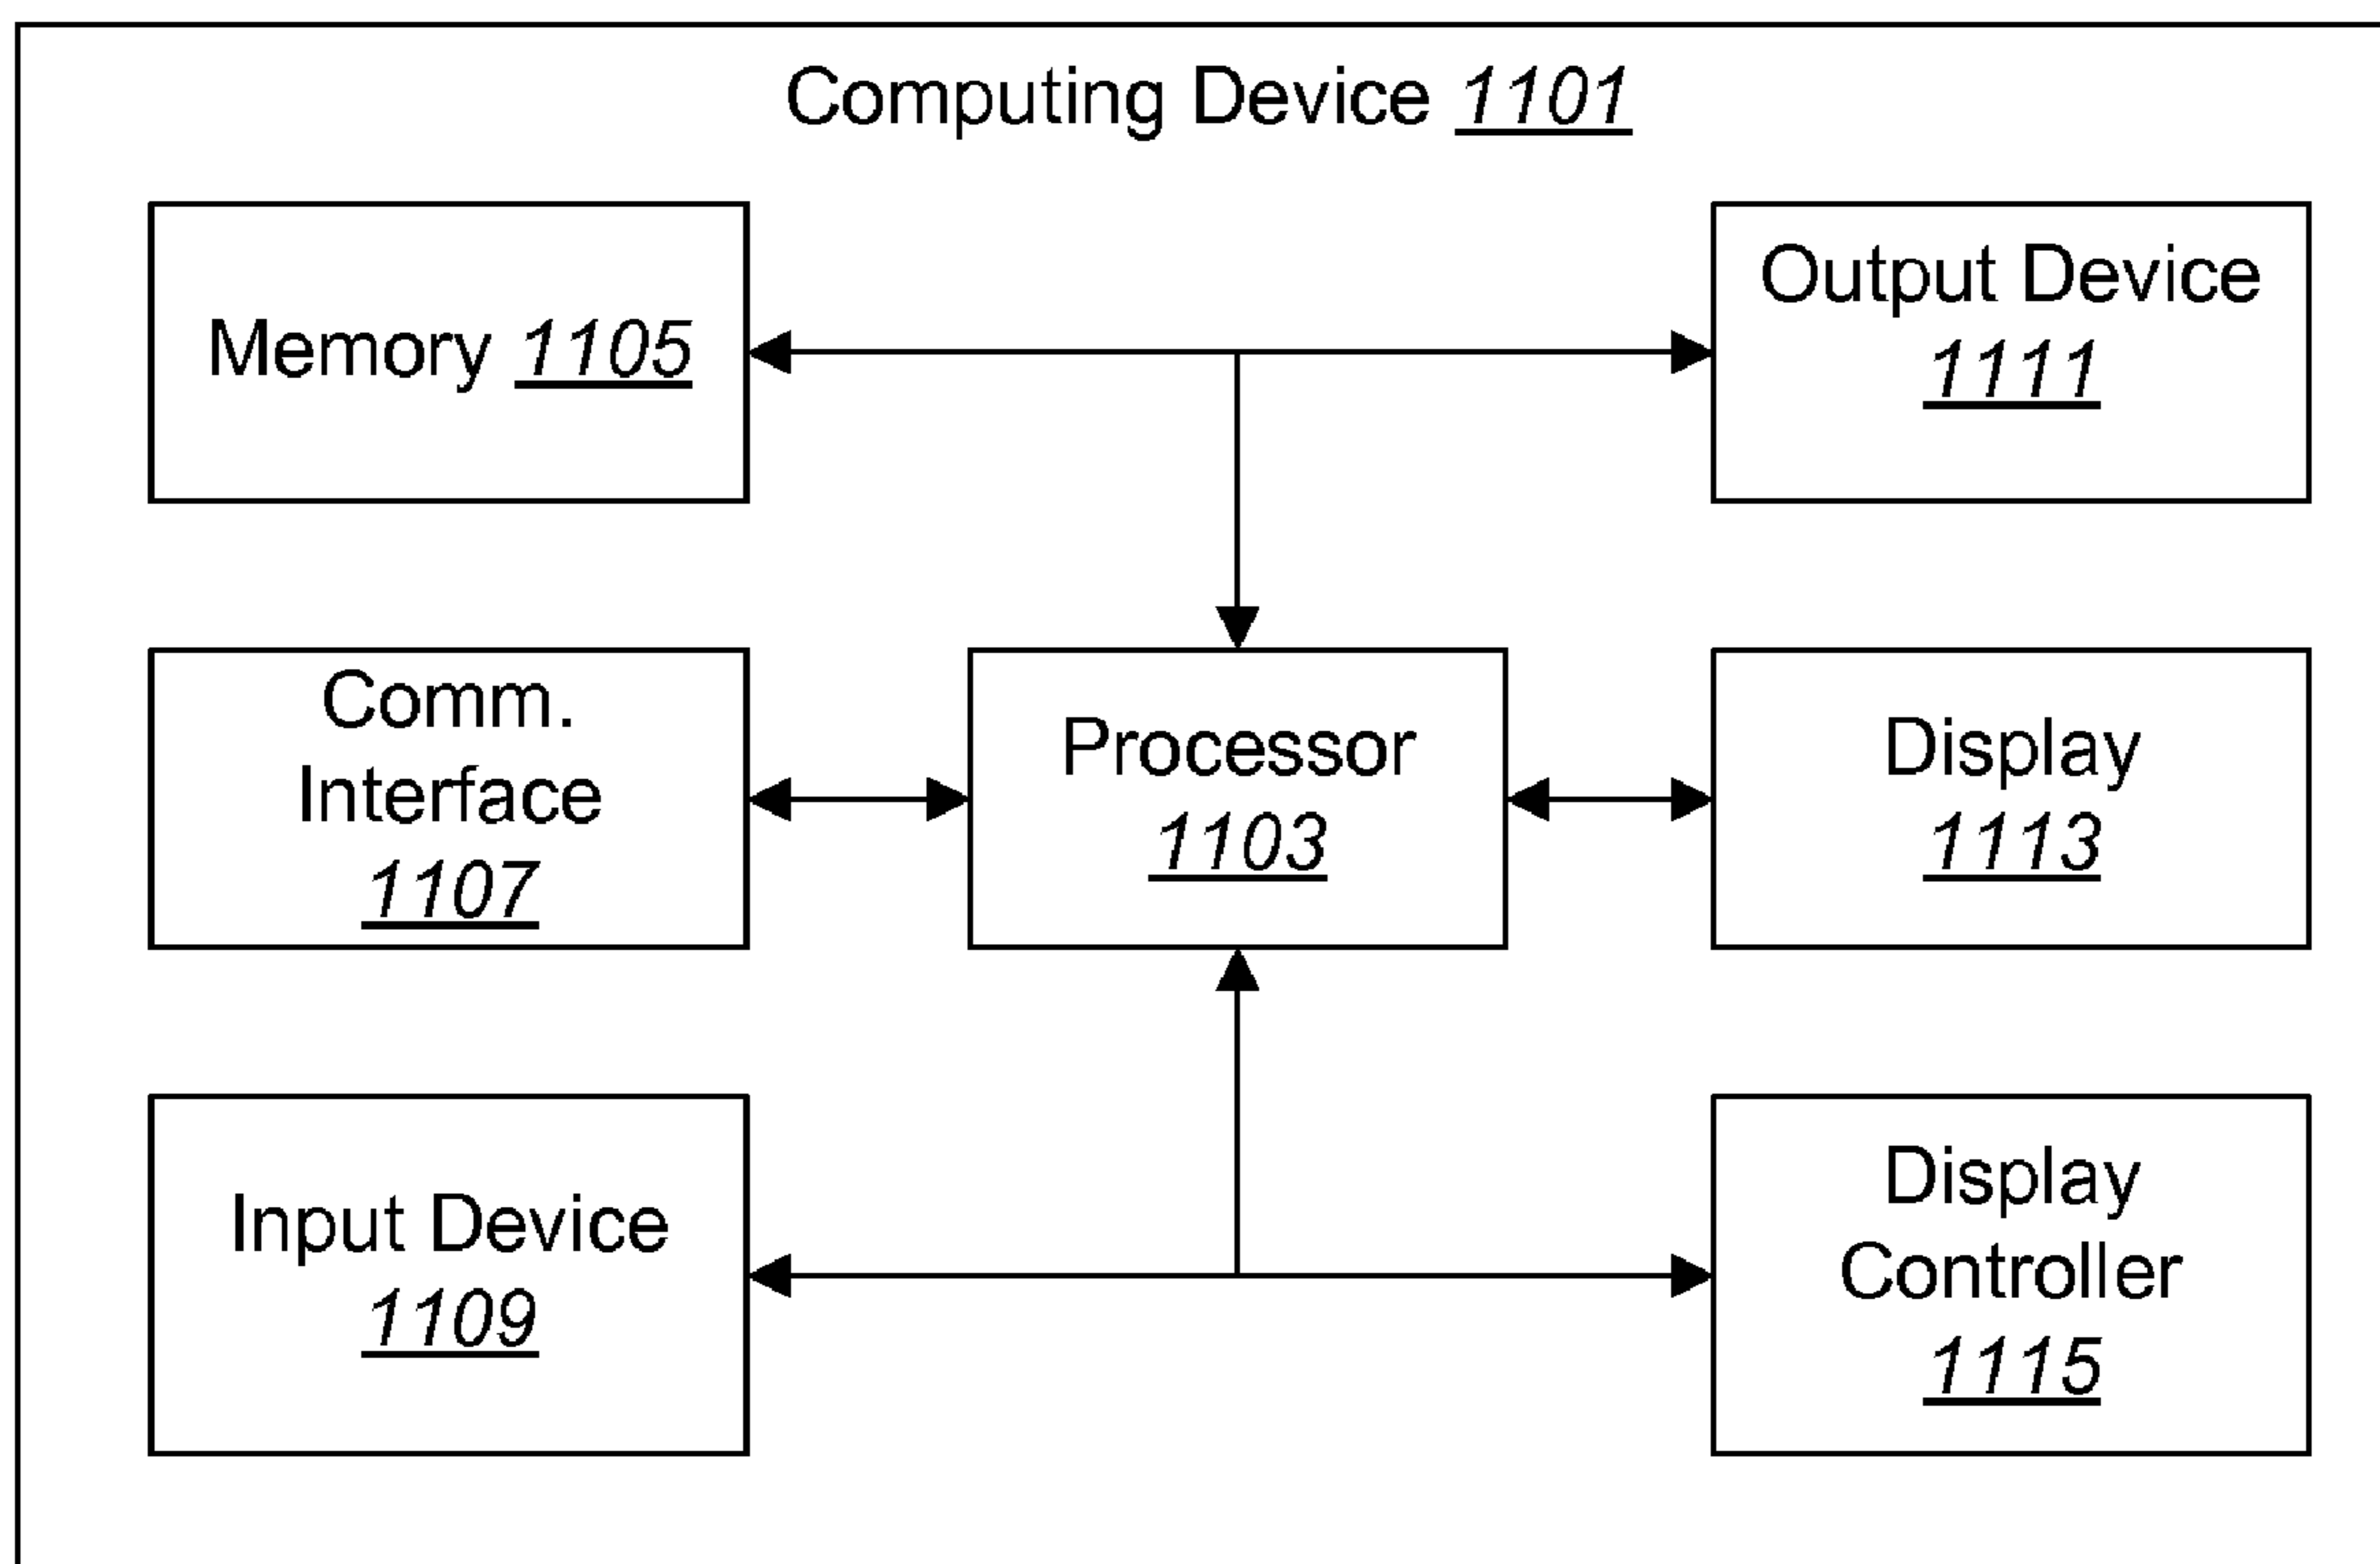 Computing Device 1101
Memory 1105
Output Device
1111
Comm.
Interface
1107
Processor
1103
Display
1113
Input Device
1109
Display
Controller
1115